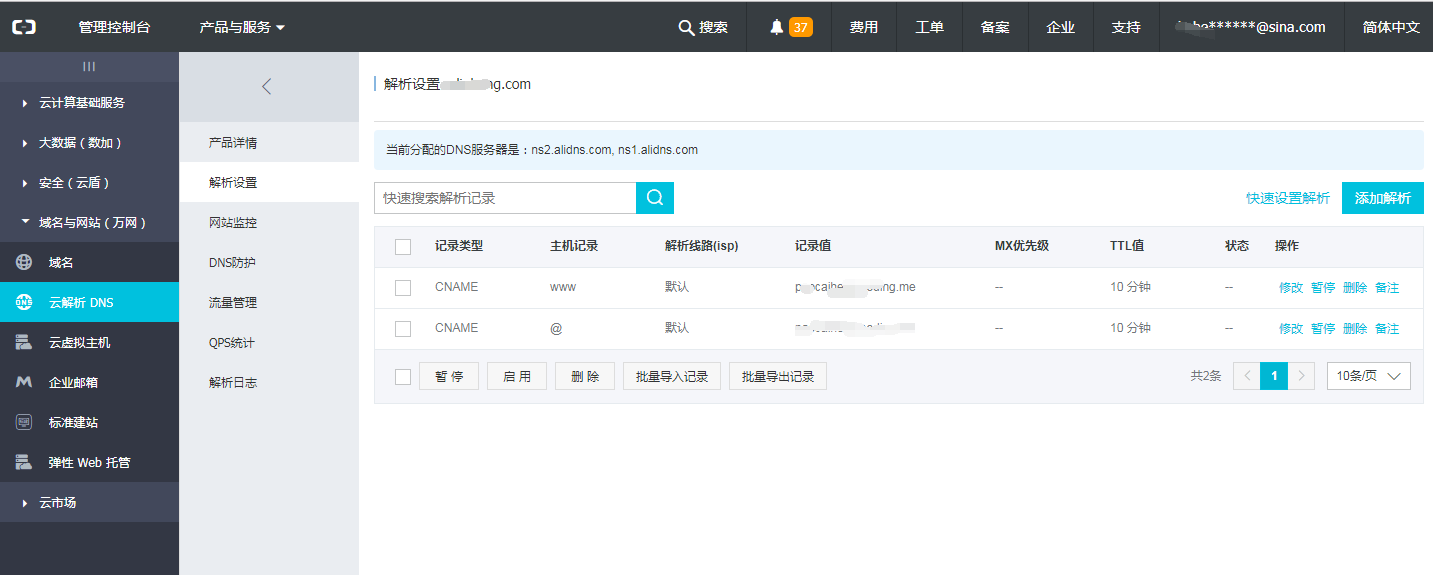 管理控制台 产品与服务 搜索 37 费用 工单 备案 企业 支持 ******@sina.com 简体中文
云计算基础服务
大数据（数加）
安全（云盾）
域名与网站（万网）
域名
云解析 DNS
云虚拟主机
企业邮箱
标准建站
弹性 Web 托管
云市场
产品详情
解析设置
网站监控
DNS防护
流量管理
QPS统计
解析日志
解析设置
当前分配的DNS服务器是：ns2.alidns.com, ns1.alidns.com
快速搜索解析记录 快速设置解析 添加解析
记录类型 主机记录 解析线路(isp) 记录值 MX优先级 TTL值 状态 操作
CNAME www 默认 -- 10 分钟 -- 修改 暂停 删除 备注
CNAME @ 默认 -- 10 分钟 -- 修改 暂停 删除 备注
暂 停 启 用 删 除 批量导入记录 批量导出记录 共2条 1 10条/页